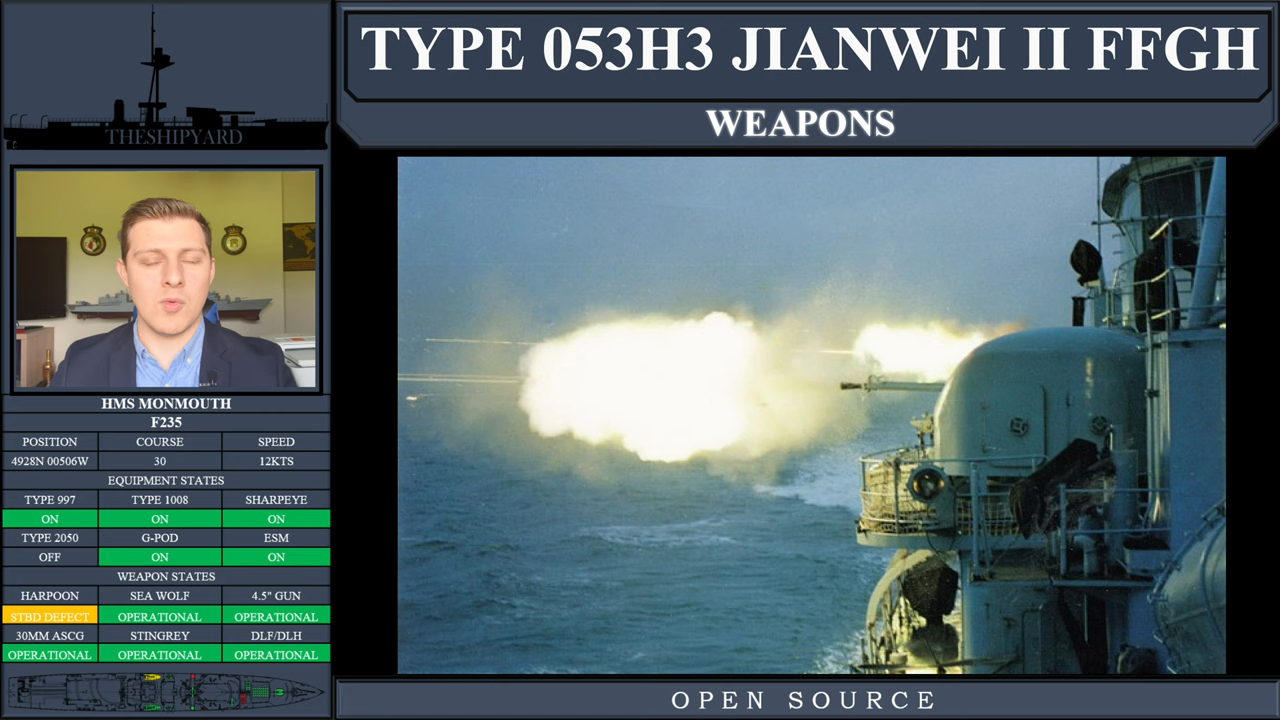 TYPE 053H3 JIANWEI II FFGH
WEAPONS
THESHIPYARD
HMS MONMOUTH
F235
POSITION COURSE SPEED
4928N 00506W 30 12KTS
EQUIPMENT STATES
TYPE 997 TYPE 1008 SHARPEYE
ON ON ON
TYPE 2050 G-POD ESM
OFF ON ON
WEAPON STATES
HARPOON SEA WOLF 4.5" GUN
STBD DEFECT OPERATIONAL OPERATIONAL
30MM ASCG STINGREY DLF/DLH
OPERATIONAL OPERATIONAL OPERATIONAL
OPEN SOURCE